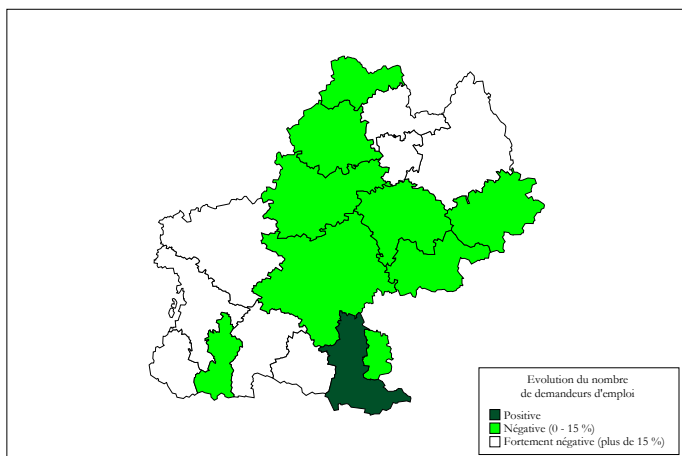 Evolution du nombre
de demandeurs d'emploi
Positive
Négative (0 - 15 %)
Fortement négative (plus de 15 %)